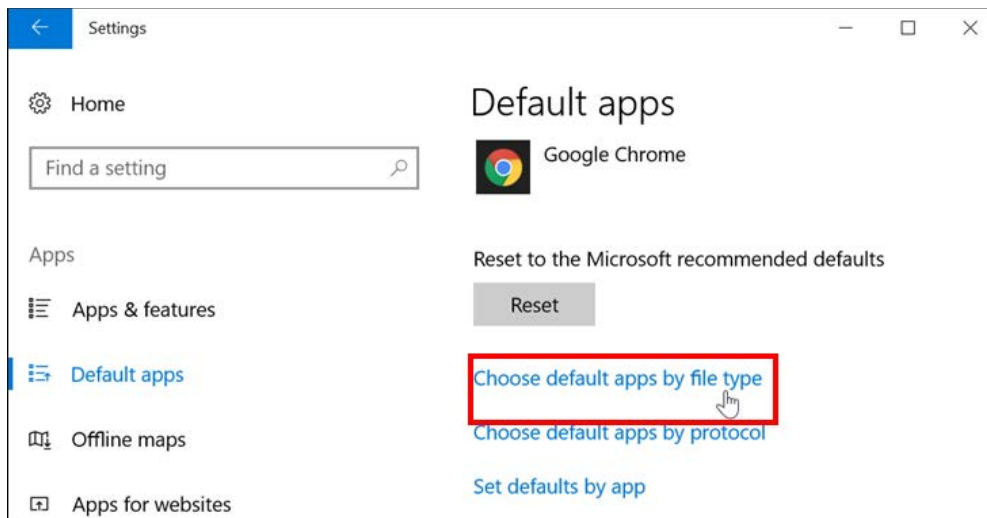 Settings
Home
Find a setting
Apps
Apps & features
Default apps
Offline maps
Apps for websites
Default apps
Google Chrome
Reset to the Microsoft recommended defaults
Reset
Choose default apps by file type
Choose default apps by protocol
Set defaults by app